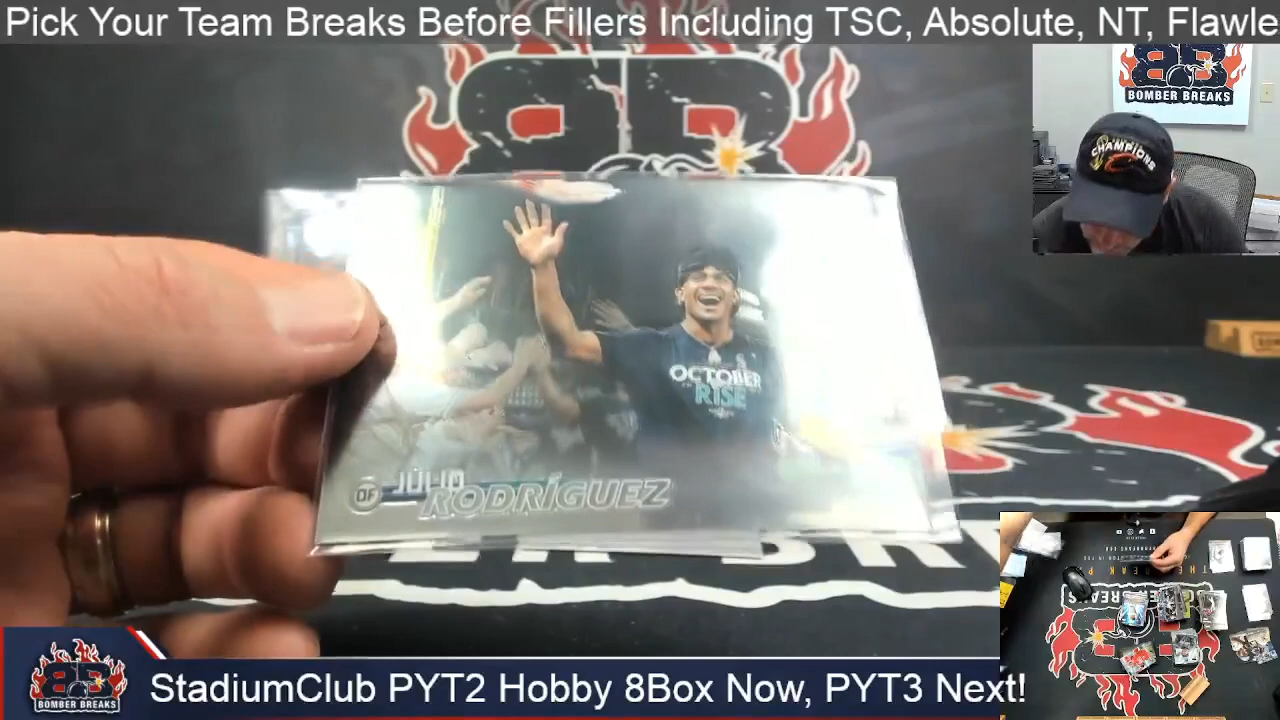 Pick Your Team Breaks Before Fillers Including TSC, Absolute, NT, Flawle
BOMBER BREAKS
CHAMPIONS
OCTOBER
RISE
OF JULIO
RODRÍGUEZ
BOMBER BREAKS
StadiumClub PYT2 Hobby 8Box Now, PYT3 Next!